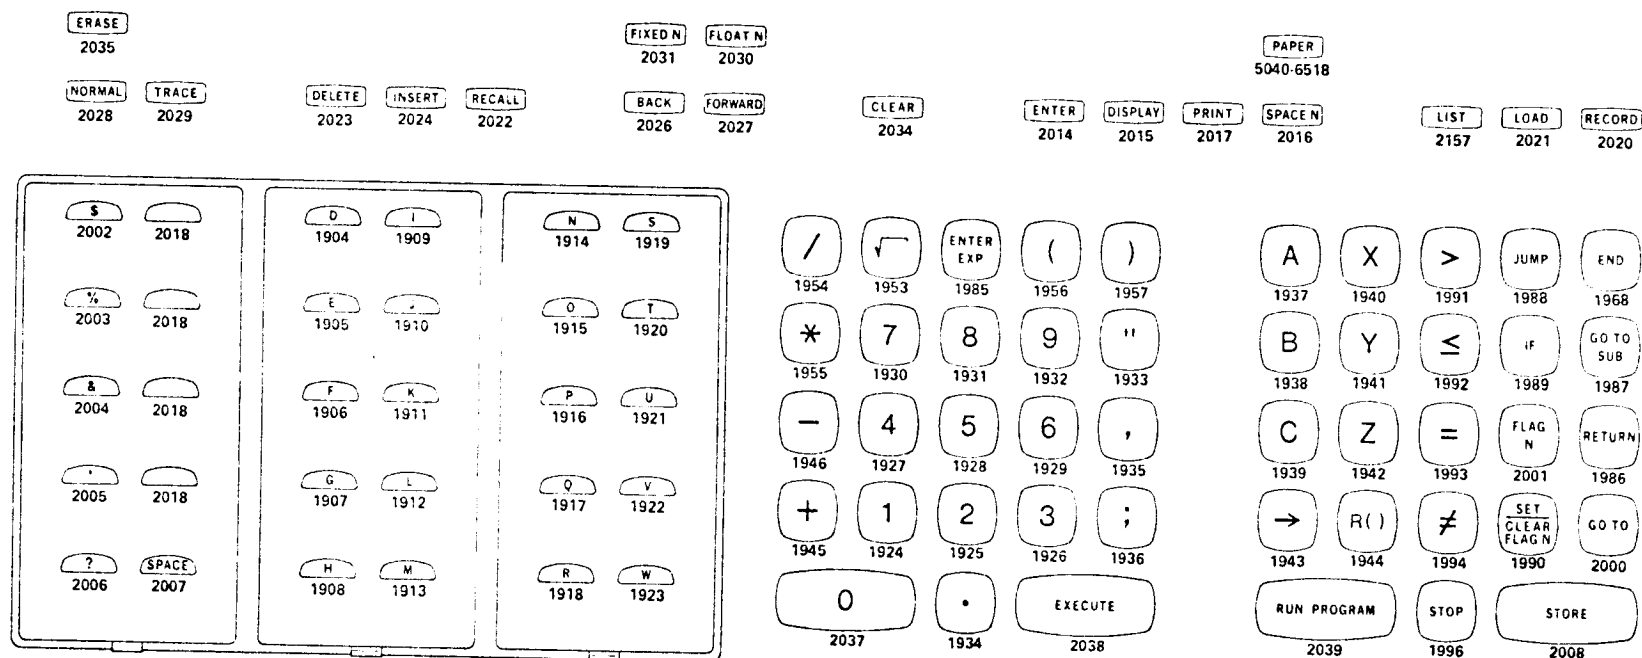 ERASE
2035
FIXED N FLOAT N
2031 2030
PAPER
5040-6518
NORMAL TRACE
2028 2029
DELETE INSERT RECALL
2023 2024 2022
BACK FORWARD
2026 2027
CLEAR
2034
ENTER DISPLAY PRINT SPACE N
2014 2015 2017 2016
LIST LOAD RECORD
2157 2021 2020
$
2002 2018
%
2003 2018
&
2004 2018
'
2005 2018
? SPACE
2006 2007
D I
1904 1909
E J
1905 1910
F K
1906 1911
G L
1907 1912
H M
1908 1913
N S
1914 1919
O T
1915 1920
P U
1916 1921
Q V
1917 1922
R W
1918 1923
/ √ ENTER EXP ( )
1954 1953 1985 1956 1957
* 7 8 9 "
1955 1930 1931 1932 1933
- 4 5 6 ,
1946 1927 1928 1929 1935
+ 1 2 3 ;
1945 1924 1925 1926 1936
0 . EXECUTE
2037 1934 2038
A X > JUMP END
1937 1940 1991 1988 1968
B Y ≤ IF GO TO SUB
1938 1941 1992 1989 1987
C Z = FLAG N RETURN
1939 1942 1993 2001 1986
→ R() ≠ SET CLEAR FLAG N GO TO
1943 1944 1994 1990 2000
RUN PROGRAM STOP STORE
2039 1996 2008